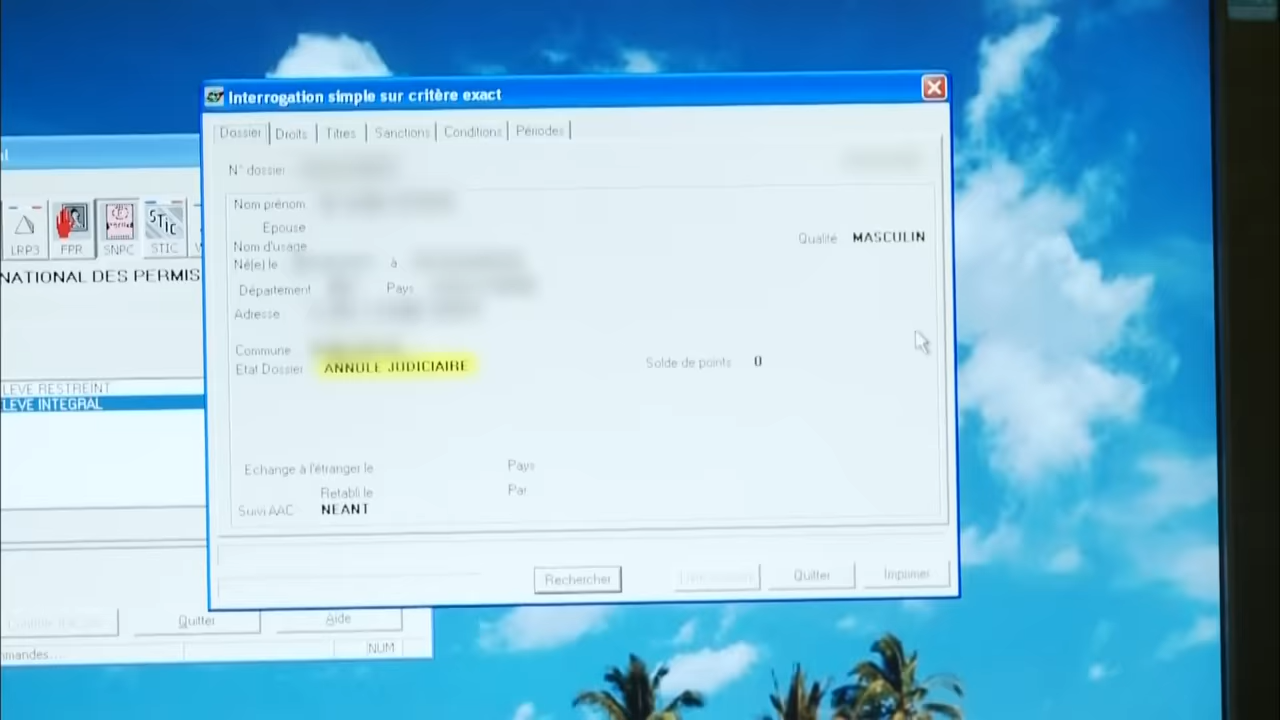 Interrogation simple sur critère exact
Dossier Droits Titres Sanctions Conditions Périodes
N° dossier
Nom prénom
Epouse
Nom d'usage
Qualité MASCULIN
Né(e) le à
Département Pays
Adresse
Commune
Etat Dossier ANNULE JUDICIAIRE Solde de points 0
Echange à l'étranger le Pays
Retabli le Par
Suivi AAC NEANT
Rechercher Quitter Imprimer
LRP3 FPR SNPC STIC
NATIONAL DES PERMIS
LEVE RESTREINT
LEVE INTEGRAL
Quitter Aide
mandes... NUM